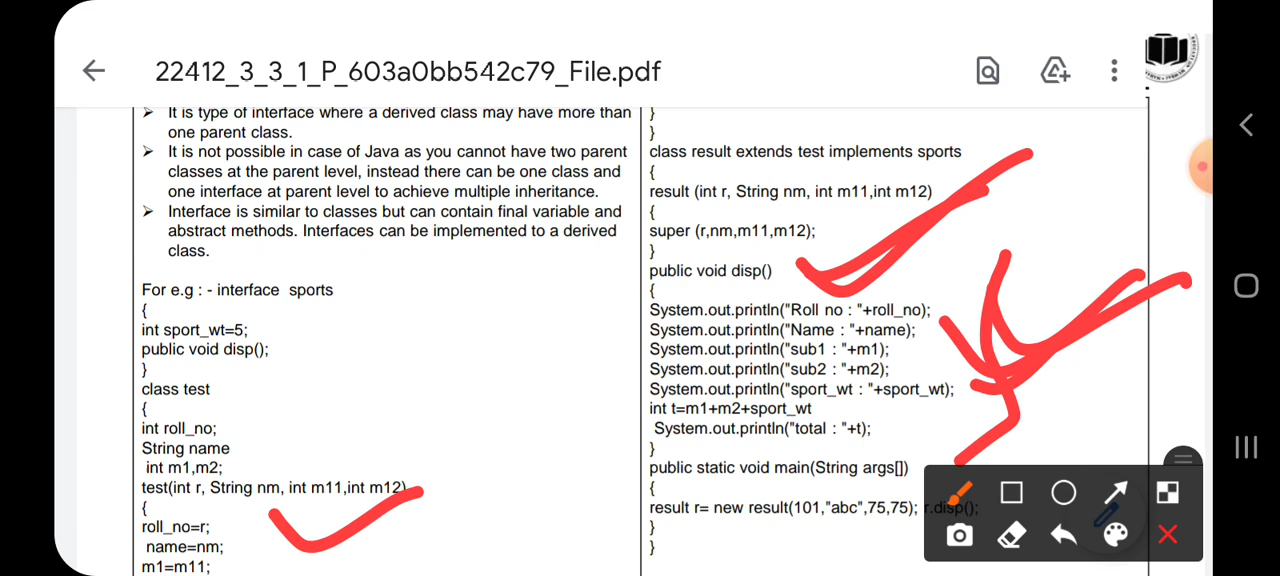 22412_3_3_1_P_603a0bb542c79_File.pdf
➢ It is type of interface where a derived class may have more than
one parent class.
➢ It is not possible in case of Java as you cannot have two parent
classes at the parent level, instead there can be one class and
one interface at parent level to achieve multiple inheritance.
➢ Interface is similar to classes but can contain final variable and
abstract methods. Interfaces can be implemented to a derived
class.
For e.g : - interface sports
{
int sport_wt=5;
public void disp();
}
class test
{
int roll_no;
String name
int m1,m2;
test(int r, String nm, int m11,int m12)
{
roll_no=r;
name=nm;
m1=m11;
}
}
class result extends test implements sports
{
result (int r, String nm, int m11,int m12)
{
super (r,nm,m11,m12);
}
public void disp()
{
System.out.println("Roll no : "+roll_no);
System.out.println("Name : "+name);
System.out.println("sub1 : "+m1);
System.out.println("sub2 : "+m2);
System.out.println("sport_wt : "+sport_wt);
int t=m1+m2+sport_wt
System.out.println("total : "+t);
}
public static void main(String args[])
{
result r= new result(101,"abc",75,75); r.disp();
}
}